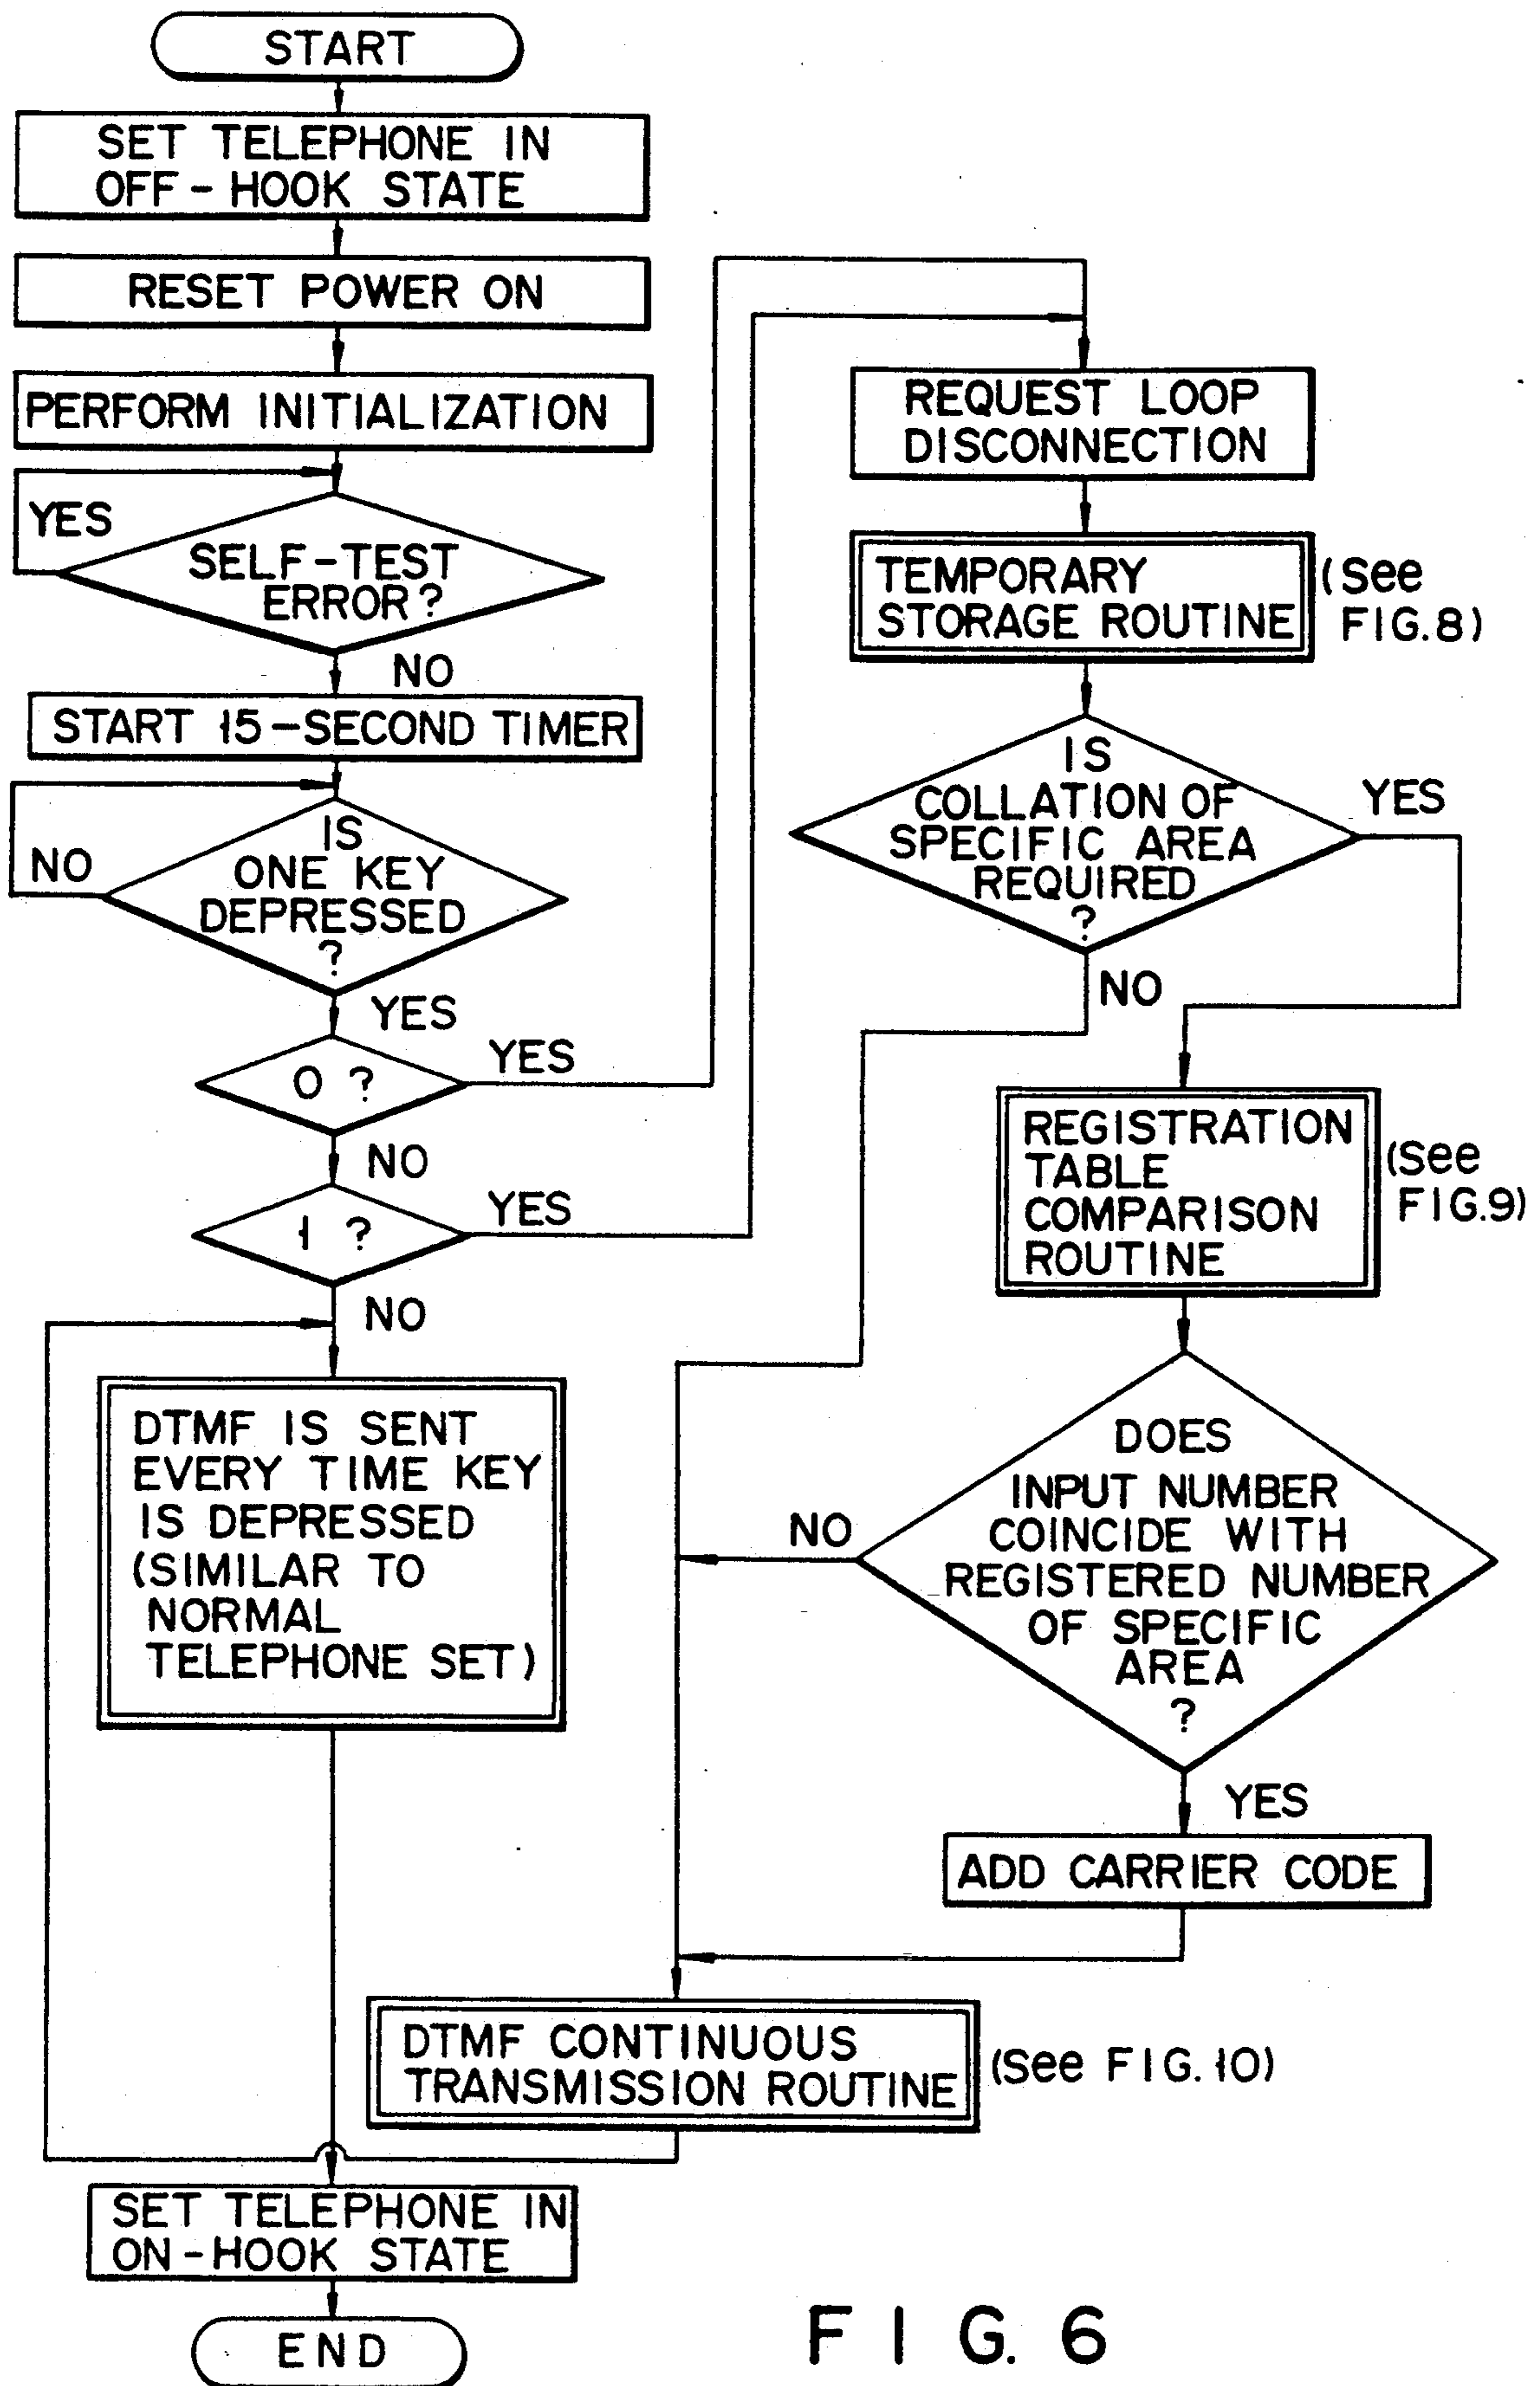 START
SET TELEPHONE IN
OFF-HOOK STATE
RESET POWER ON
PERFORM INITIALIZATION
YES
SELF-TEST
ERROR?
NO
START 15-SECOND TIMER
NO
IS
ONE KEY
DEPRESSED
?
YES
0 ?
YES
NO
1 ?
YES
NO
DTMF IS SENT
EVERY TIME KEY
IS DEPRESSED
(SIMILAR TO
NORMAL
TELEPHONE SET)
REQUEST LOOP
DISCONNECTION
TEMPORARY
STORAGE ROUTINE
(See
FIG.8)
IS
COLLATION OF
SPECIFIC AREA
REQUIRED
?
YES
NO
REGISTRATION
TABLE
COMPARISON
ROUTINE
(See
FIG.9)
DOES
INPUT NUMBER
COINCIDE WITH
REGISTERED NUMBER
OF SPECIFIC
AREA
?
NO
YES
ADD CARRIER CODE
DTMF CONTINUOUS
TRANSMISSION ROUTINE
(See FIG.10)
SET TELEPHONE IN
ON-HOOK STATE
END
FIG. 6